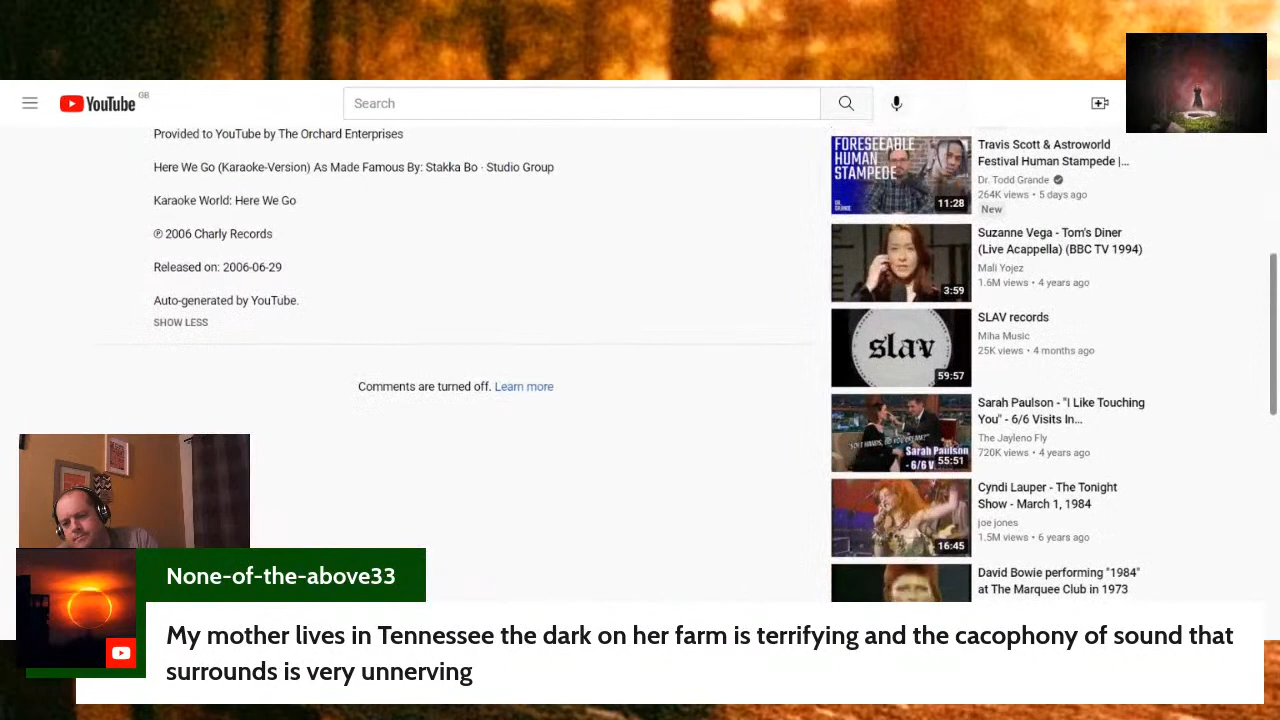 YouTube GB
Search
Provided to YouTube by The Orchard Enterprises
Here We Go (Karaoke-Version) As Made Famous By: Stakka Bo · Studio Group
Karaoke World: Here We Go
℗ 2006 Charly Records
Released on: 2006-06-29
Auto-generated by YouTube.
SHOW LESS
Comments are turned off. Learn more
FORESEEABLE
HUMAN
STAMPEDE
11:28
Travis Scott & Astroworld
Festival Human Stampede |...
Dr. Todd Grande
264K views • 5 days ago
New
3:59
Suzanne Vega - Tom's Diner
(Live Acappella) (BBC TV 1994)
Mali Yojez
1.6M views • 4 years ago
slav
59:57
SLAV records
Miha Music
25K views • 4 months ago
Sarah Paulson
- 6/6 V
55:51
Sarah Paulson - "I Like Touching
You" - 6/6 Visits In...
The Jayleno Fly
720K views • 4 years ago
16:45
Cyndi Lauper - The Tonight
Show - March 1, 1984
joe jones
1.5M views • 6 years ago
David Bowie performing "1984"
at The Marquee Club in 1973
None-of-the-above33
My mother lives in Tennessee the dark on her farm is terrifying and the cacophony of sound that
surrounds is very unnerving